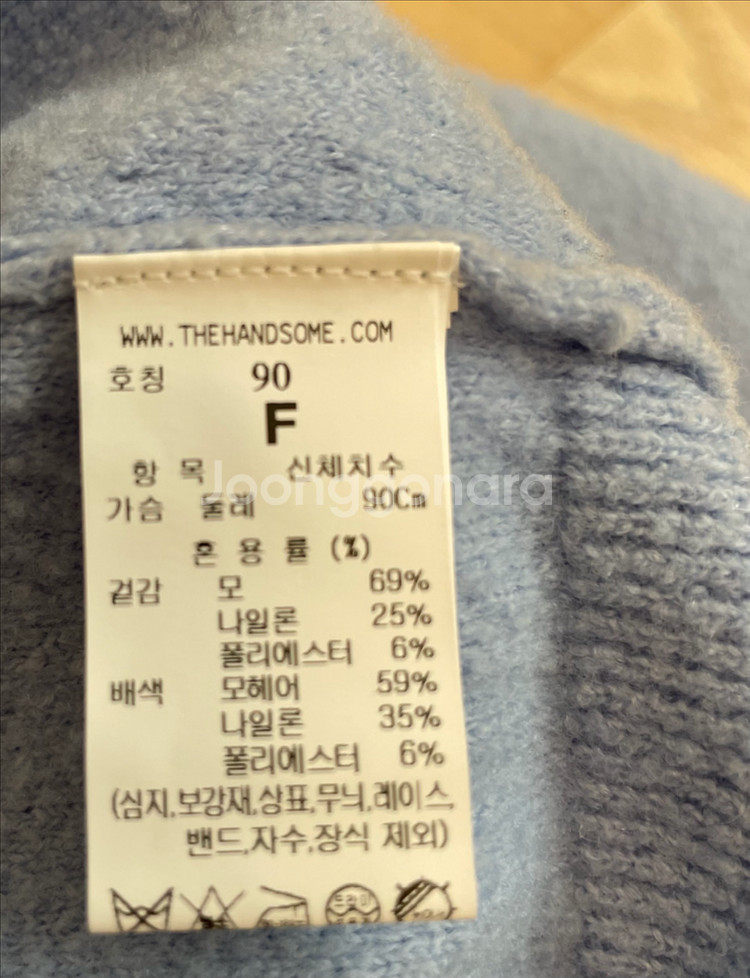 WWW.THEHANDSOME.COM
호칭 90
F
항 목 신체치수
가슴 둘레 90Cm
혼 용 률 (%)
겉감 모 69%
나일론 25%
폴리에스터 6%
배색 모헤어 59%
나일론 35%
폴리에스터 6%
(심지,보강재,상표,무늬,레이스,
밴드,자수,장식 제외)
Joonggonara